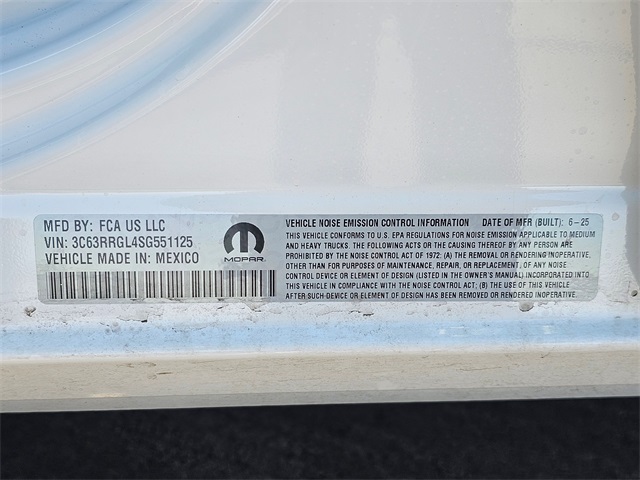 MFD BY: FCA US LLC
VIN: 3C63RRGL4SG551125
VEHICLE MADE IN: MEXICO
MOPAR
VEHICLE NOISE EMISSION CONTROL INFORMATION DATE OF MFR (BUILT): 6-25
THIS VEHICLE CONFORMS TO U.S. EPA REGULATIONS FOR NOISE EMISSION APPLICABLE TO MEDIUM
AND HEAVY TRUCKS. THE FOLLOWING ACTS OR THE CAUSING THEREOF BY ANY PERSON ARE
PROHIBITED BY THE NOISE CONTROL ACT OF 1972: (A) THE REMOVAL OR RENDERING INOPERATIVE,
OTHER THAN FOR PURPOSES OF MAINTENANCE, REPAIR, OR REPLACEMENT, OF ANY NOISE
CONTROL DEVICE OR ELEMENT OF DESIGN (LISTED IN THE OWNER'S MANUAL) INCORPORATED INTO
THIS VEHICLE IN COMPLIANCE WITH THE NOISE CONTROL ACT; (B) THE USE OF THIS VEHICLE
AFTER SUCH DEVICE OR ELEMENT OF DESIGN HAS BEEN REMOVED OR RENDERED INOPERATIVE.